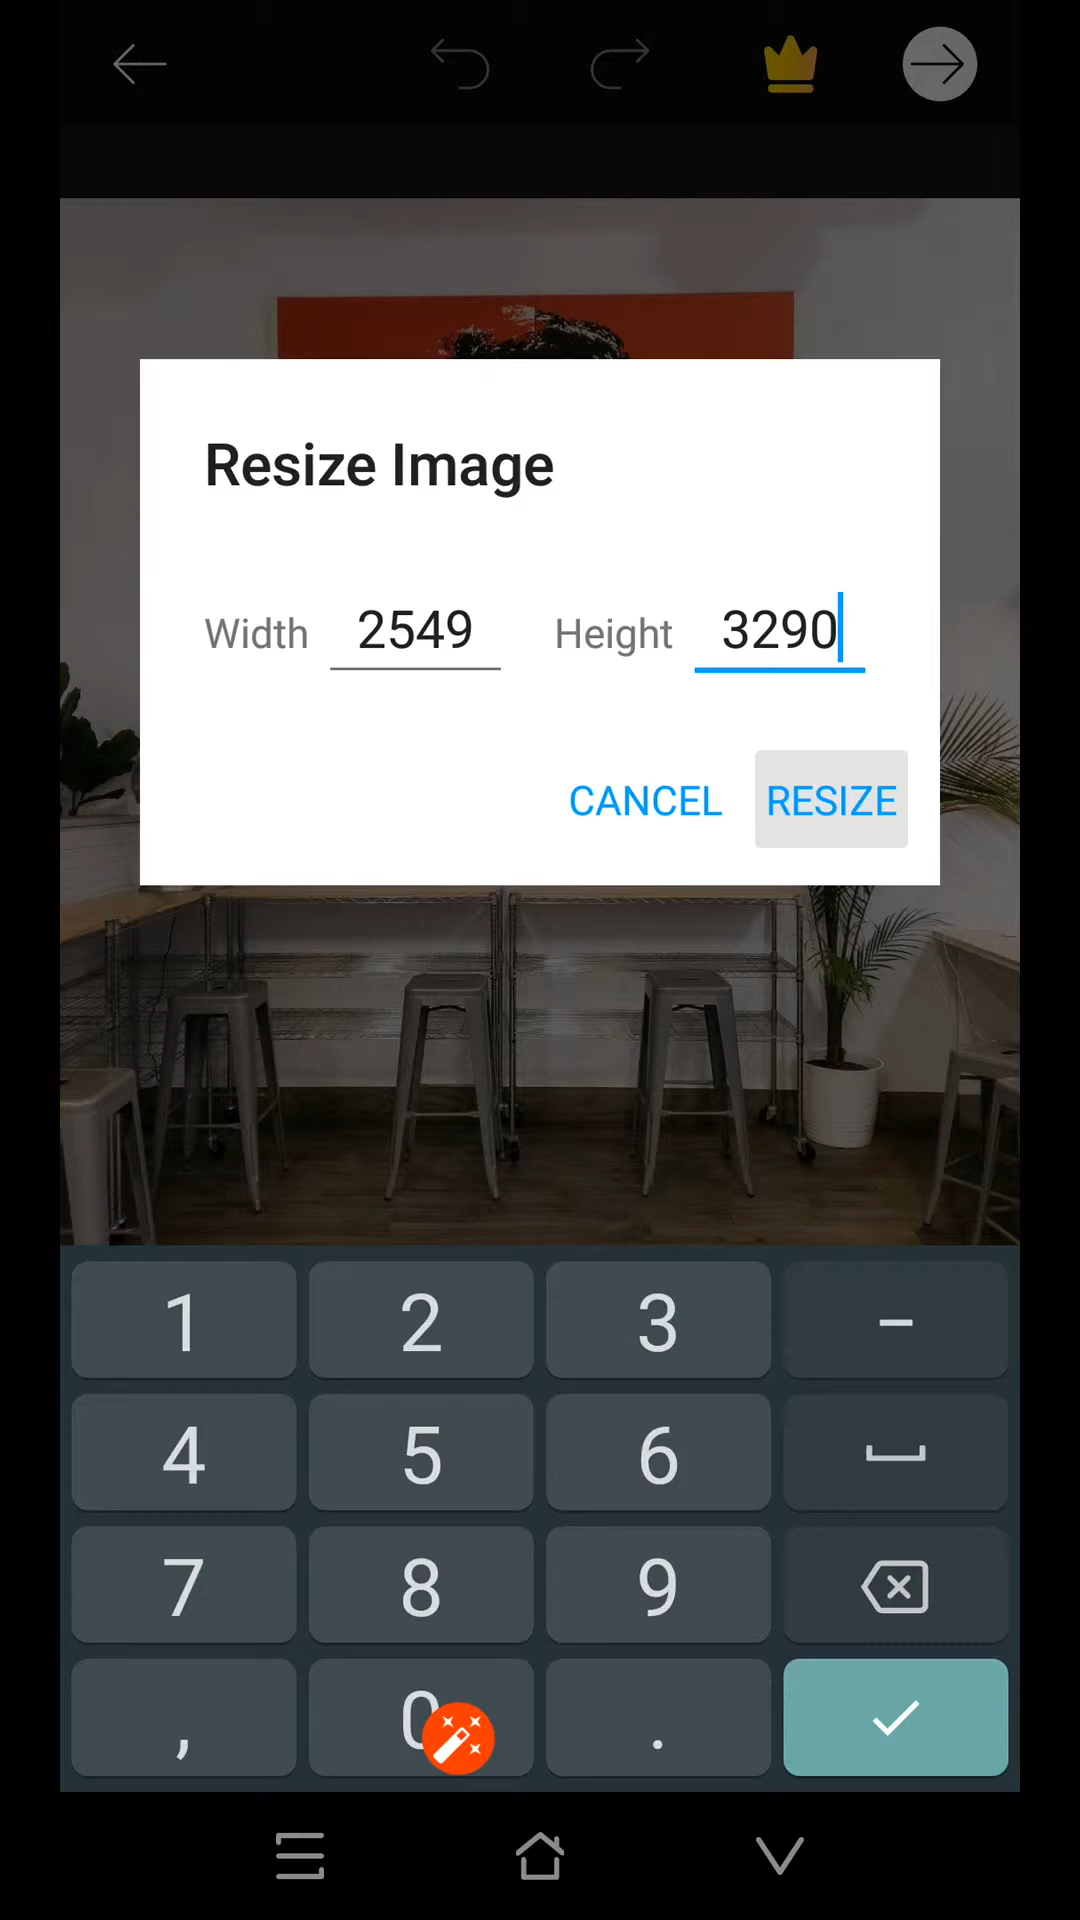 Resize Image
Width 2549 Height 3290
CANCEL RESIZE
1 2 3 –
4 5 6
7 8 9
, 0 .